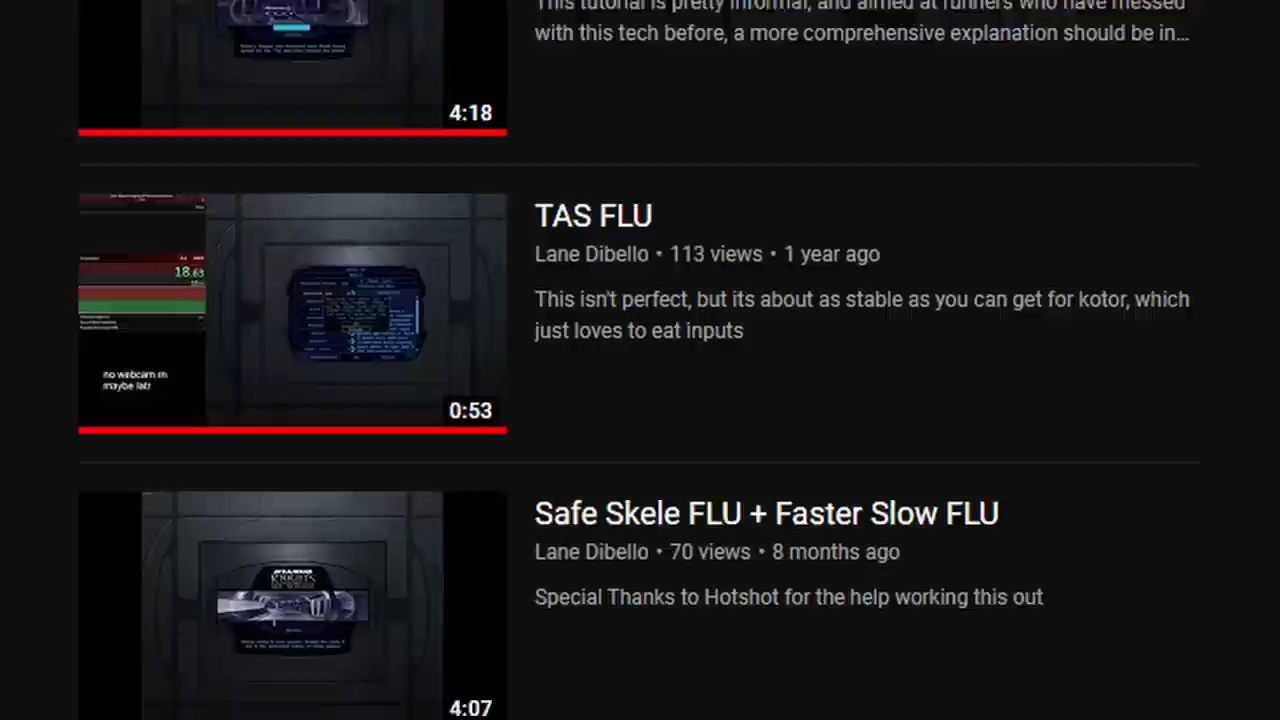 This tutorial is pretty informal, and aimed at runners who have messed
with this tech before, a more comprehensive explanation should be in...
4:18
TAS FLU
Lane Dibello • 113 views • 1 year ago
This isn't perfect, but its about as stable as you can get for kotor, which
just loves to eat inputs
18.63
no webcam rn
maybe latr
0:53
Safe Skele FLU + Faster Slow FLU
Lane Dibello • 70 views • 8 months ago
Special Thanks to Hotshot for the help working this out
KNIGHTS
4:07